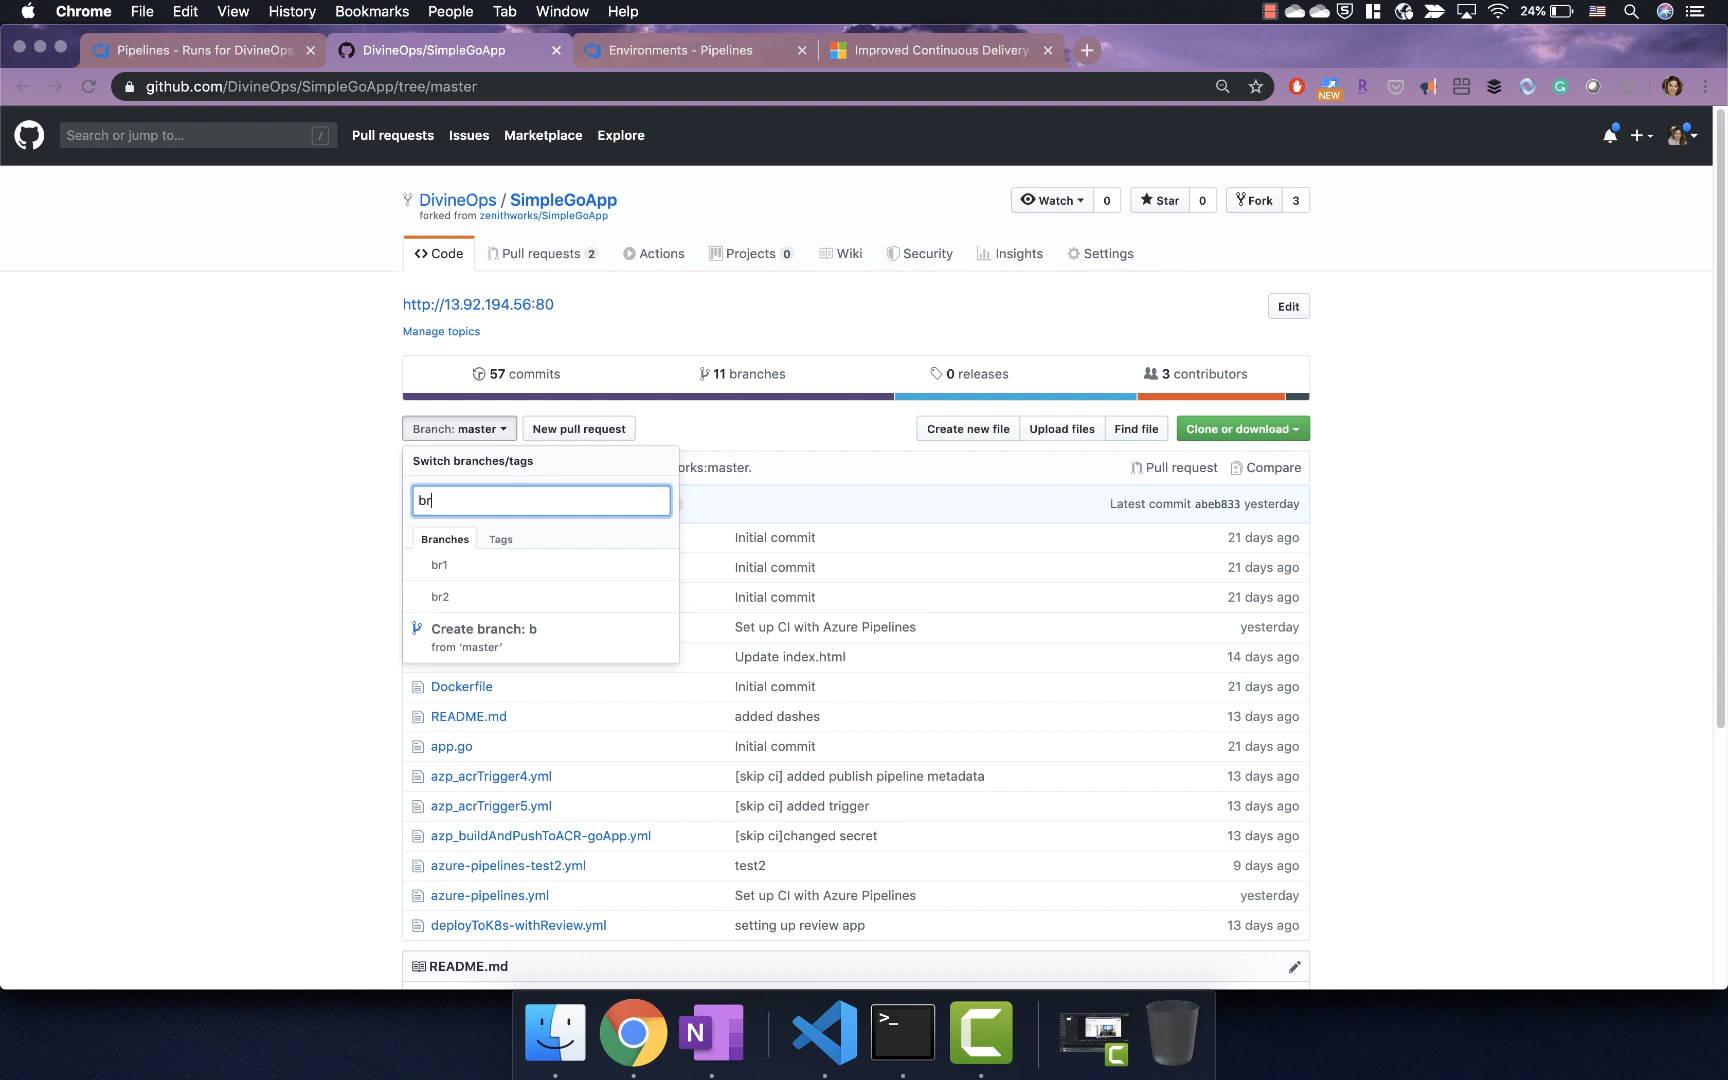 Chrome File Edit View History Bookmarks People Tab Window Help 24%
Pipelines - Runs for DivineOps
DivineOps/SimpleGoApp
Environments - Pipelines
Improved Continuous Delivery
github.com/DivineOps/SimpleGoApp/tree/master
NEW
Search or jump to... /
Pull requests Issues Marketplace Explore
DivineOps / SimpleGoApp
forked from zenithworks/SimpleGoApp
Watch 0 Star 0 Fork 3
Code Pull requests 2 Actions Projects 0 Wiki Security Insights Settings
http://13.92.194.56:80
Edit
Manage topics
57 commits 11 branches 0 releases 3 contributors
Branch: master New pull request Create new file Upload files Find file Clone or download
Switch branches/tags
orks:master. Pull request Compare
br
Latest commit abeb833 yesterday
Branches Tags
Initial commit 21 days ago
br1
Initial commit 21 days ago
br2
Initial commit 21 days ago
Create branch: b
from ‘master’
Set up CI with Azure Pipelines yesterday
Update index.html 14 days ago
Dockerfile Initial commit 21 days ago
README.md added dashes 13 days ago
app.go Initial commit 21 days ago
azp_acrTrigger4.yml [skip ci] added publish pipeline metadata 13 days ago
azp_acrTrigger5.yml [skip ci] added trigger 13 days ago
azp_buildAndPushToACR-goApp.yml [skip ci]changed secret 13 days ago
azure-pipelines-test2.yml test2 9 days ago
azure-pipelines.yml Set up CI with Azure Pipelines yesterday
deployToK8s-withReview.yml setting up review app 13 days ago
README.md